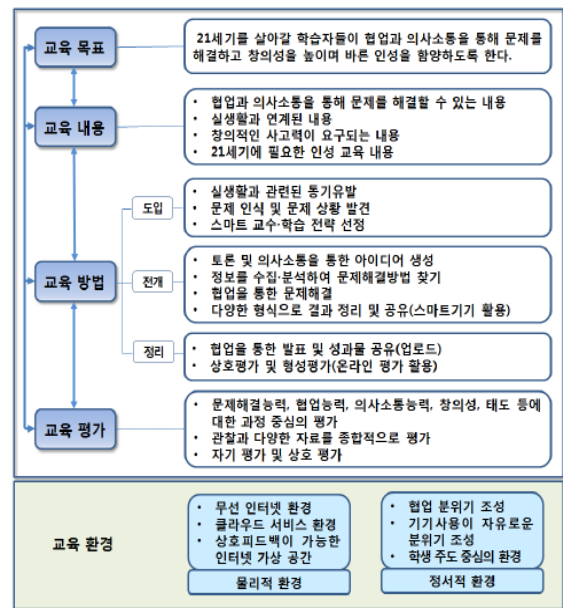 교육 목표
21세기를 살아갈 학습자들이 협업과 의사소통을 통해 문제를
해결하고 창의성을 높이며 바른 인성을 함양하도록 한다.
교육 내용
• 협업과 의사소통을 통해 문제를 해결할 수 있는 내용
• 실생활과 연계된 내용
• 창의적인 사고력이 요구되는 내용
• 21세기에 필요한 인성 교육 내용
교육 방법
도입
• 실생활과 관련된 동기유발
• 문제 인식 및 문제 상황 발견
• 스마트 교수·학습 전략 선정
전개
• 토론 및 의사소통을 통한 아이디어 생성
• 정보를 수집·분석하여 문제해결방법 찾기
• 협업을 통한 문제해결
• 다양한 형식으로 결과 정리 및 공유(스마트기기 활용)
정리
• 협업을 통한 발표 및 성과물 공유(업로드)
• 상호평가 및 형성평가(온라인 평가 활용)
교육 평가
• 문제해결능력, 협업능력, 의사소통능력, 창의성, 태도 등에
대한 과정 중심의 평가
• 관찰과 다양한 자료를 종합적으로 평가
• 자기 평가 및 상호 평가
교육 환경
• 무선 인터넷 환경
• 클라우드 서비스 환경
• 상호피드백이 가능한
인터넷 가상 공간
물리적 환경
• 협업 분위기 조성
• 기기사용이 자유로운
분위기 조성
• 학생 주도 중심의 환경
정서적 환경